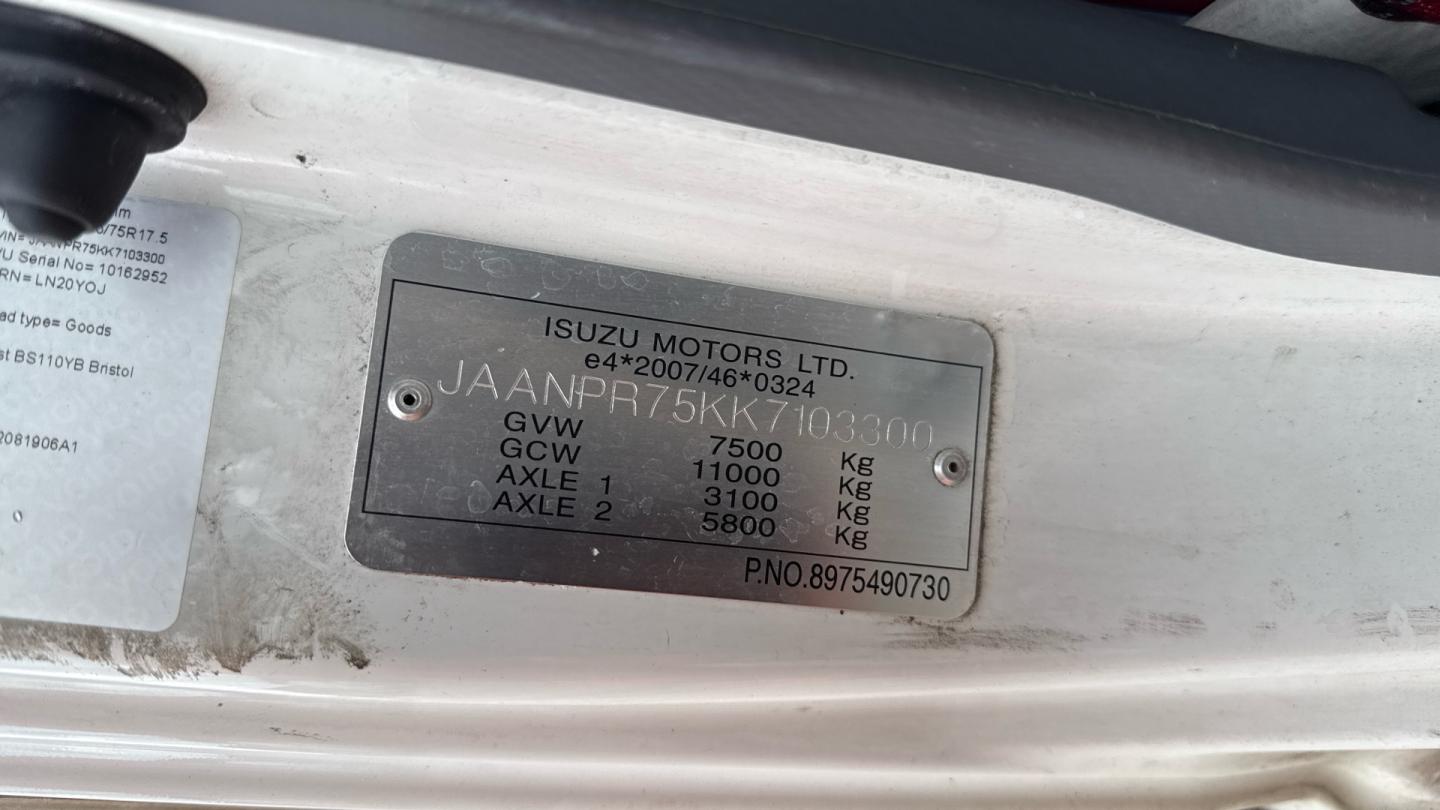 /75R17.5
VIN= JAANPR75KK7103300
VU Serial No= 10162952
RN= LN20YOJ
ad type= Goods
st BS110YB Bristol
2081906A1
ISUZU MOTORS LTD.
e4*2007/46*0324
JAANPR75KK7103300
GVW 7500 Kg
GCW 11000 Kg
AXLE 1 3100 Kg
AXLE 2 5800 Kg
P.NO.8975490730